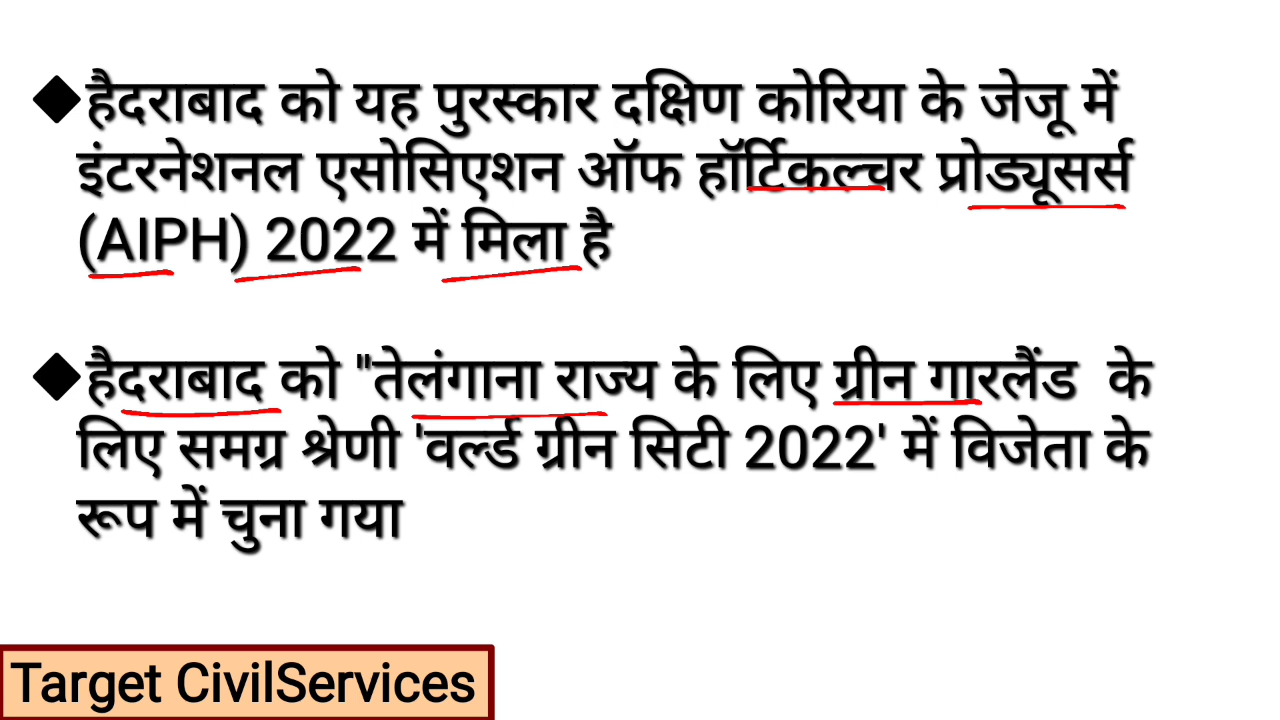 ◆हैदराबाद को यह पुरस्कार दक्षिण कोरिया के जेजू में
इंटरनेशनल एसोसिएशन ऑफ हॉर्टिकल्चर प्रोड्यूसर्स
(AIPH) 2022 में मिला है
◆हैदराबाद को "तेलंगाना राज्य के लिए ग्रीन गारलैंड के
लिए समग्र श्रेणी 'वर्ल्ड ग्रीन सिटी 2022' में विजेता के
रूप में चुना गया
Target CivilServices